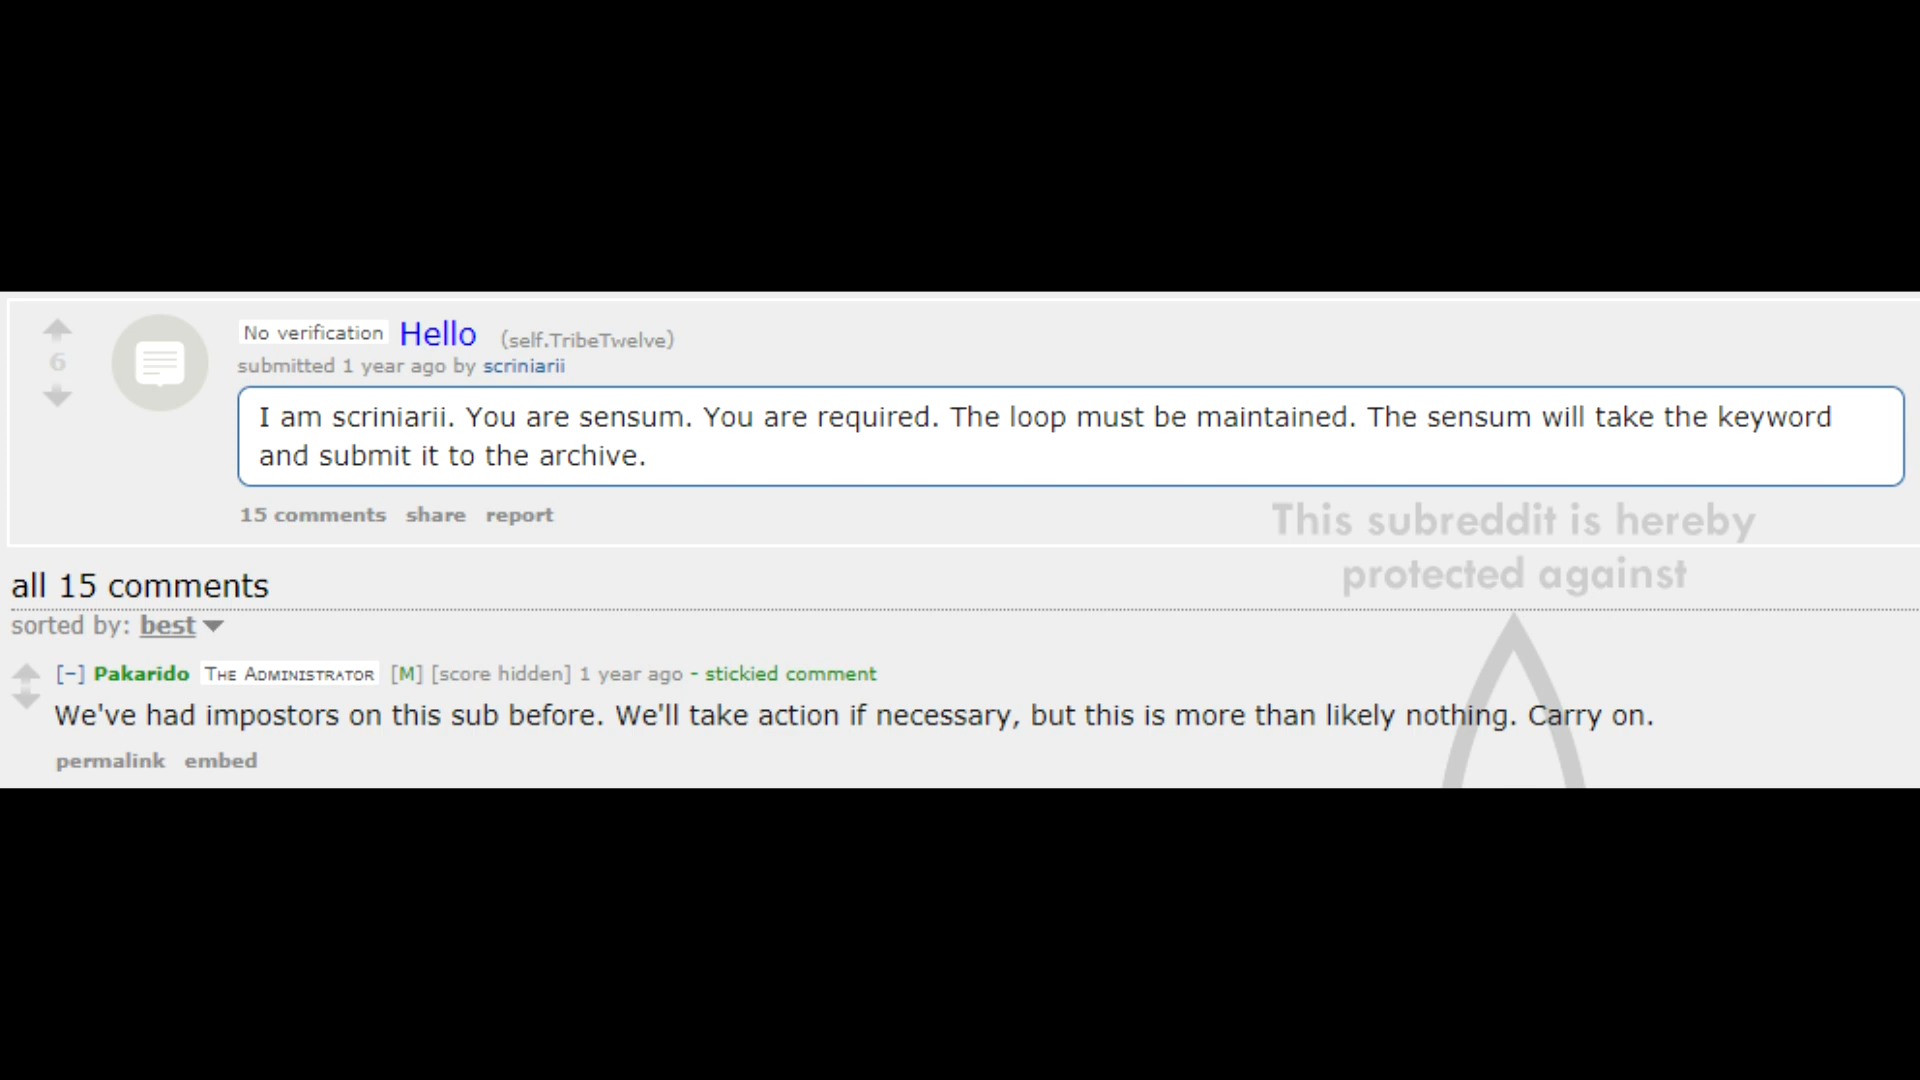 No verification Hello (self.TribeTwelve)
6
submitted 1 year ago by scriniarii
I am scriniarii. You are sensum. You are required. The loop must be maintained. The sensum will take the keyword
and submit it to the archive.
15 comments share report
This subreddit is hereby
protected against
all 15 comments
sorted by: best
[–] Pakarido THE ADMINISTRATOR [M] [score hidden] 1 year ago - stickied comment
We've had impostors on this sub before. We'll take action if necessary, but this is more than likely nothing. Carry on.
permalink embed